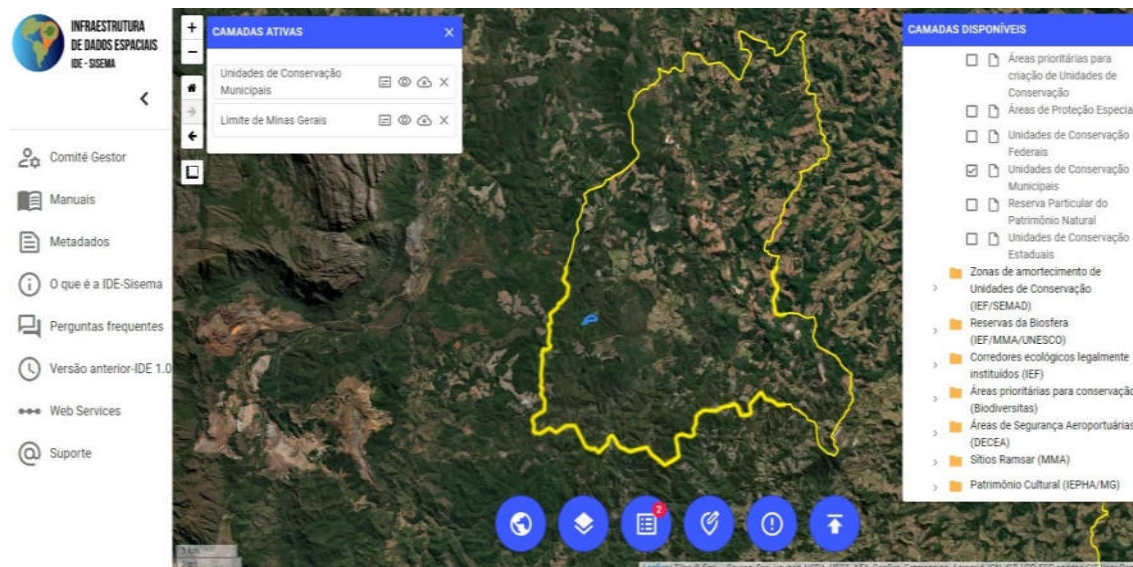 INFRAESTRUTURA
DE DADOS ESPACIAIS
IDE - SISEMA
Comitê Gestor
Manuais
Metadados
O que é a IDE-Sisema
Perguntas frequentes
Versão anterior-IDE 1.0
Web Services
Suporte
CAMADAS ATIVAS
Unidades de Conservação
Municipais
Limite de Minas Gerais
2
CAMADAS DISPONÍVEIS
Áreas prioritárias para
criação de Unidades de
Conservação
Áreas de Proteção Especial
Unidades de Conservação
Federais
Unidades de Conservação
Municipais
Reserva Particular do
Patrimônio Natural
Unidades de Conservação
Estaduais
Zonas de amortecimento de
Unidades de Conservação
(IEF/SEMAD)
Reservas da Biosfera
(IEF/MMA/UNESCO)
Corredores ecológicos legalmente
instituídos (IEF)
Áreas prioritárias para conservação
(Biodiversitas)
Áreas de Segurança Aeroportuárias
(DECEA)
Sítios Ramsar (MMA)
Patrimônio Cultural (IEPHA/MG)